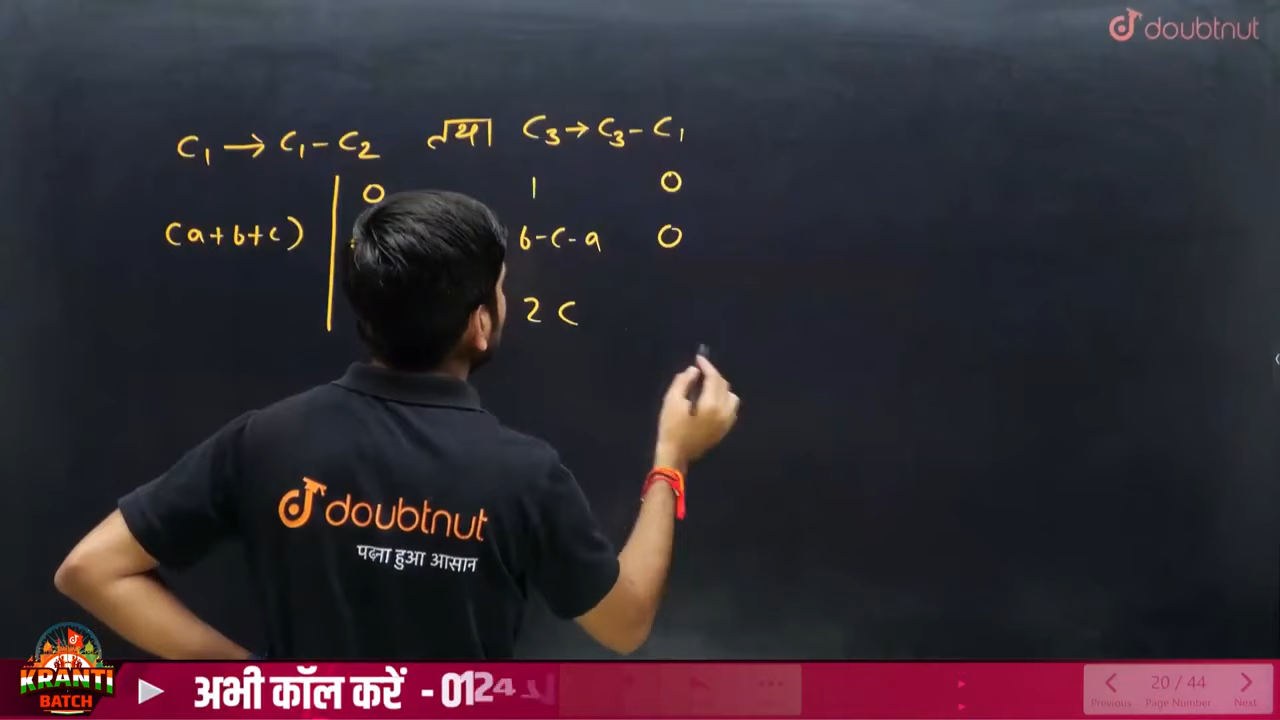 doubtnut
C₁ → C₁ - C₂ तथा C₃ → C₃ - C₁
0 1 0
(a+b+c) b-c-a 0
2c
doubtnut
पढ़ना हुआ आसान
KRANTI
BATCH
अभी कॉल करें - 0124
20 / 44
Previous Page Number Next